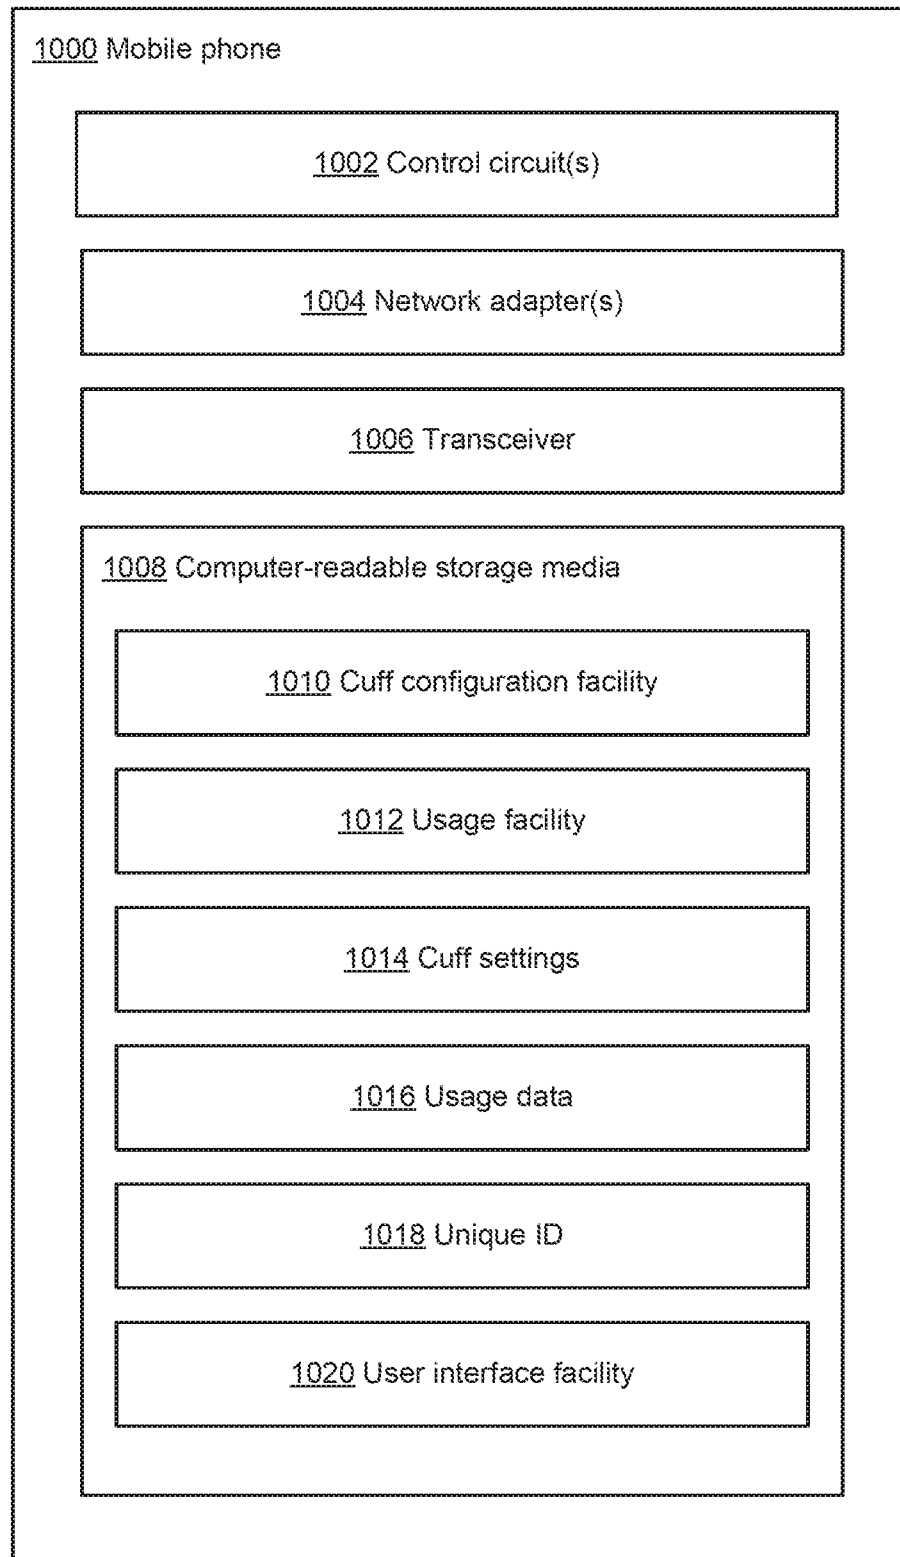 1000 Mobile phone
1002 Control circuit(s)
1004 Network adapter(s)
1006 Transceiver
1008 Computer-readable storage media
1010 Cuff configuration facility
1012 Usage facility
1014 Cuff settings
1016 Usage data
1018 Unique ID
1020 User interface facility